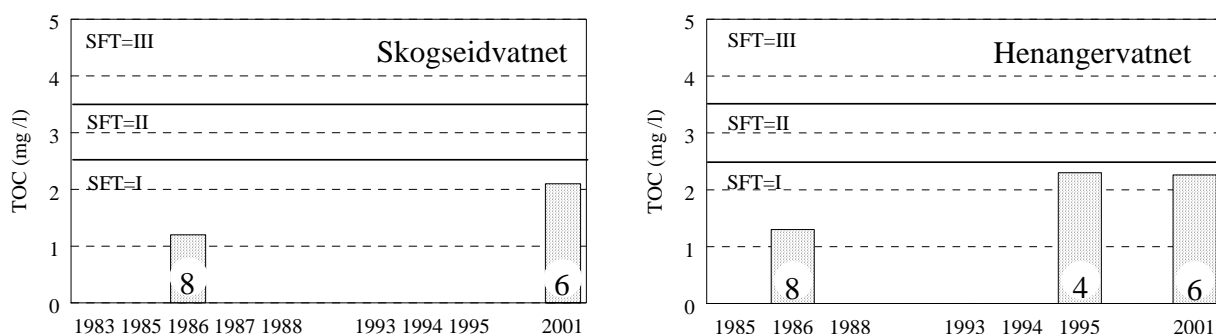 5
SFT=III
Skogseidvatnet
4
3
SFT=II
2
SFT=I
1
0
TOC (mg /l)
8
6
1983 1985 1986 1987 1988 1993 1994 1995 2001
5
SFT=III
Henangervatnet
4
3
SFT=II
2
SFT=I
1
0
TOC (mg /l)
8
4
6
1985 1986 1988 1993 1994 1995 2001